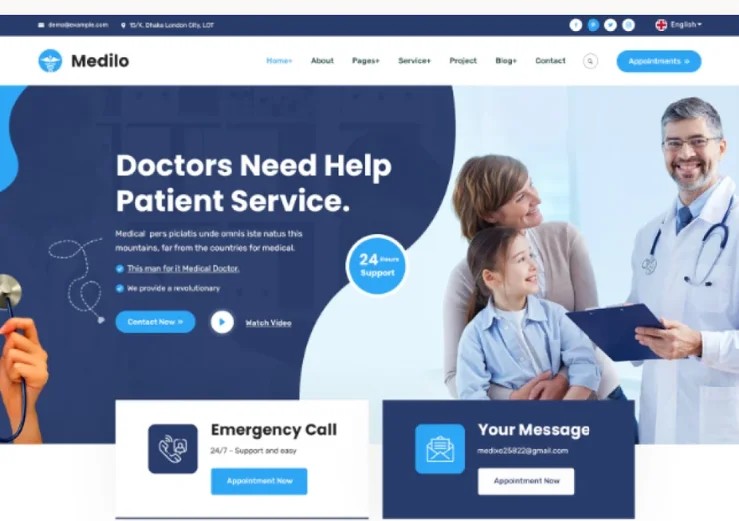 demo@example.com 15/K, Dhaka London City, LOT English
Medilo Home+ About Pages+ Service+ Project Blog+ Contact Appointments »
Doctors Need Help
Patient Service.
Medical pers piciatis unde omnis iste natus this
mountains, far from the countries for medical.
24 Hours
Support
This man for it Medical Doctor.
We provide a revolutionary
Contact Now » Watch Video
Emergency Call
24/7 - Support and easy
Appointment Now
Your Message
medixo25822@gmail.com
Appointment Now